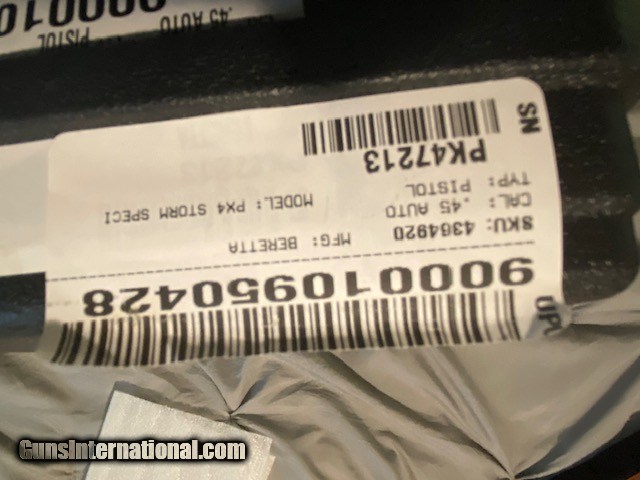 SN
PK47213
TYP: PISTOL
CAL: .45 AUTO
MODEL: PX4 STORM SPECI
SKU: 4364920
MFG: BERETTA
900010950428
UPC
PISTOL
.45 AUTO
GunsInternational.com